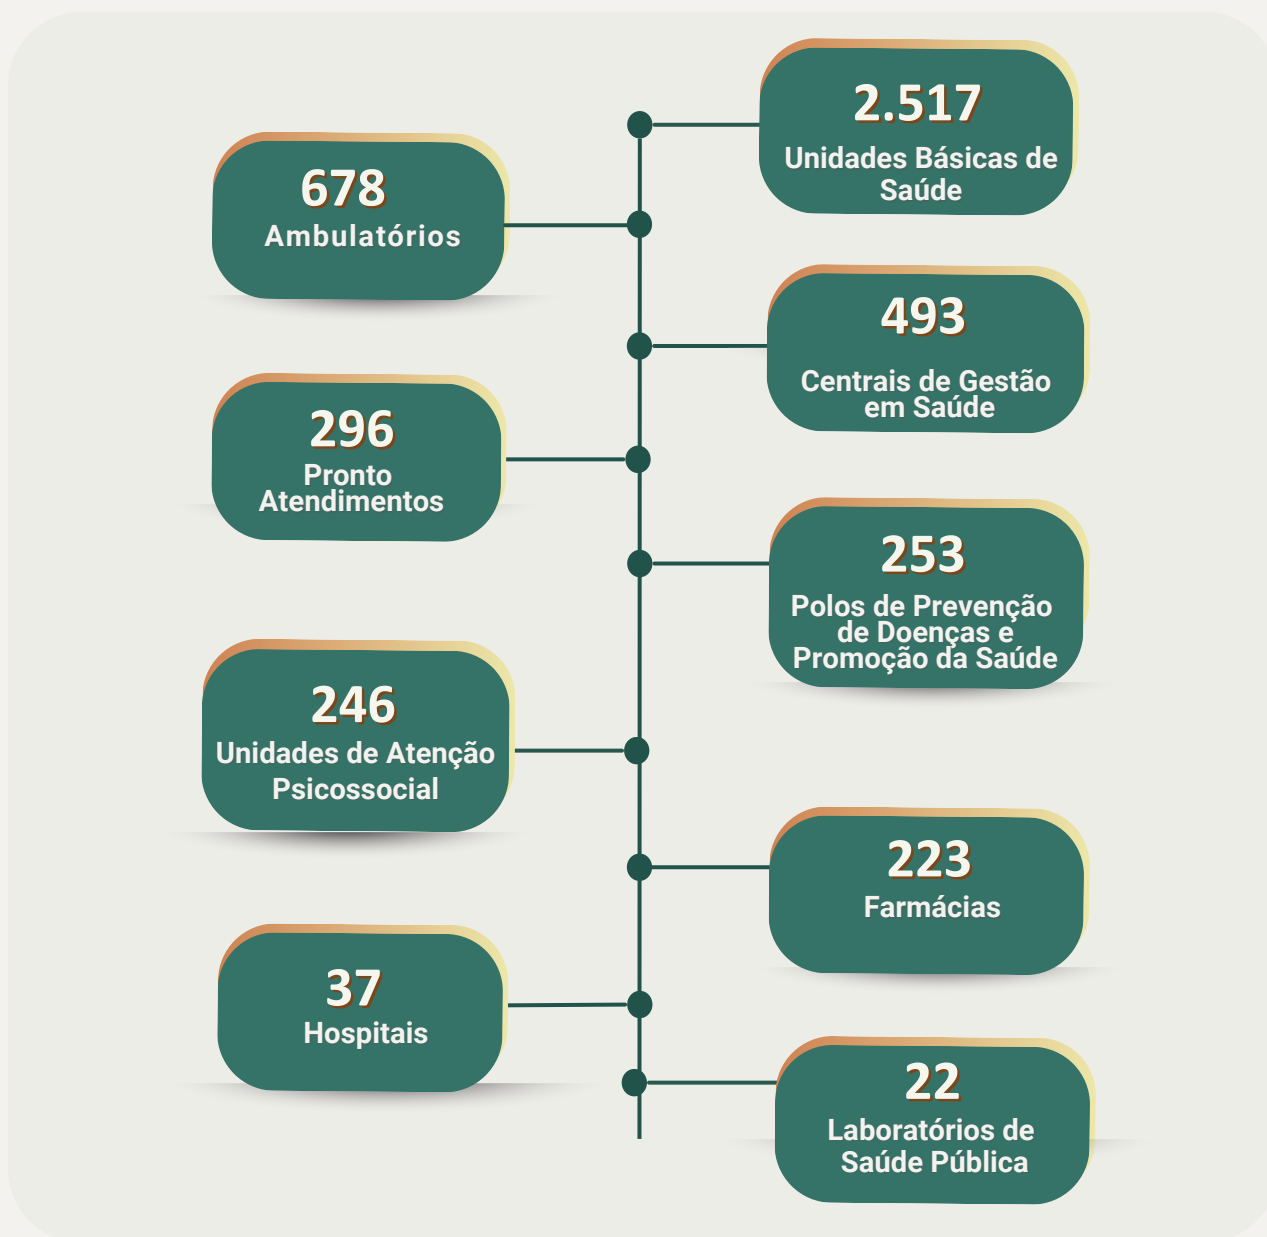 2.517
Unidades Básicas de
Saúde
678
Ambulatórios
493
Centrais de Gestão
em Saúde
296
Pronto
Atendimentos
253
Polos de Prevenção
de Doenças e
Promoção da Saúde
246
Unidades de Atenção
Psicossocial
223
Farmácias
37
Hospitais
22
Laboratórios de
Saúde Pública